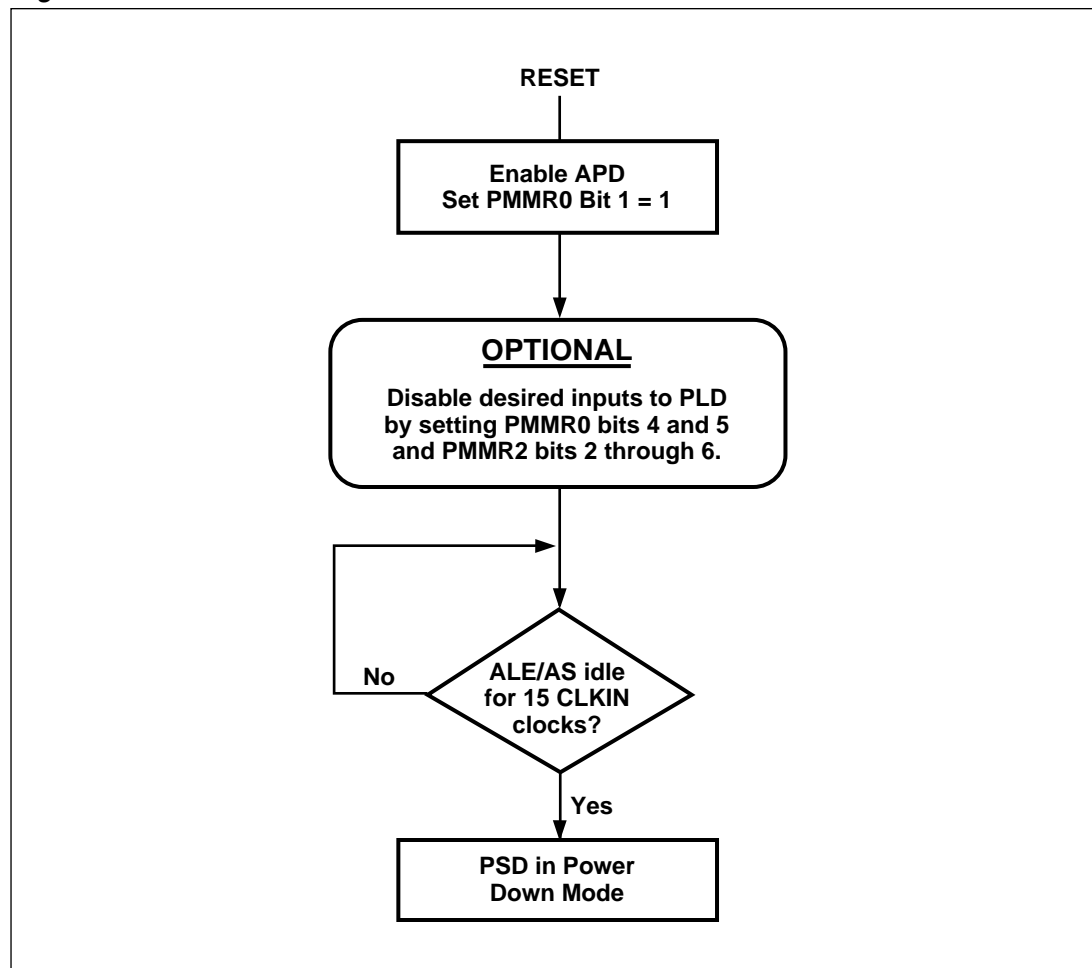 RESET
Enable APD
Set PMMR0 Bit 1 = 1
OPTIONAL
Disable desired inputs to PLD
by setting PMMR0 bits 4 and 5
and PMMR2 bits 2 through 6.
No
ALE/AS idle
for 15 CLKIN
clocks?
Yes
PSD in Power
Down Mode